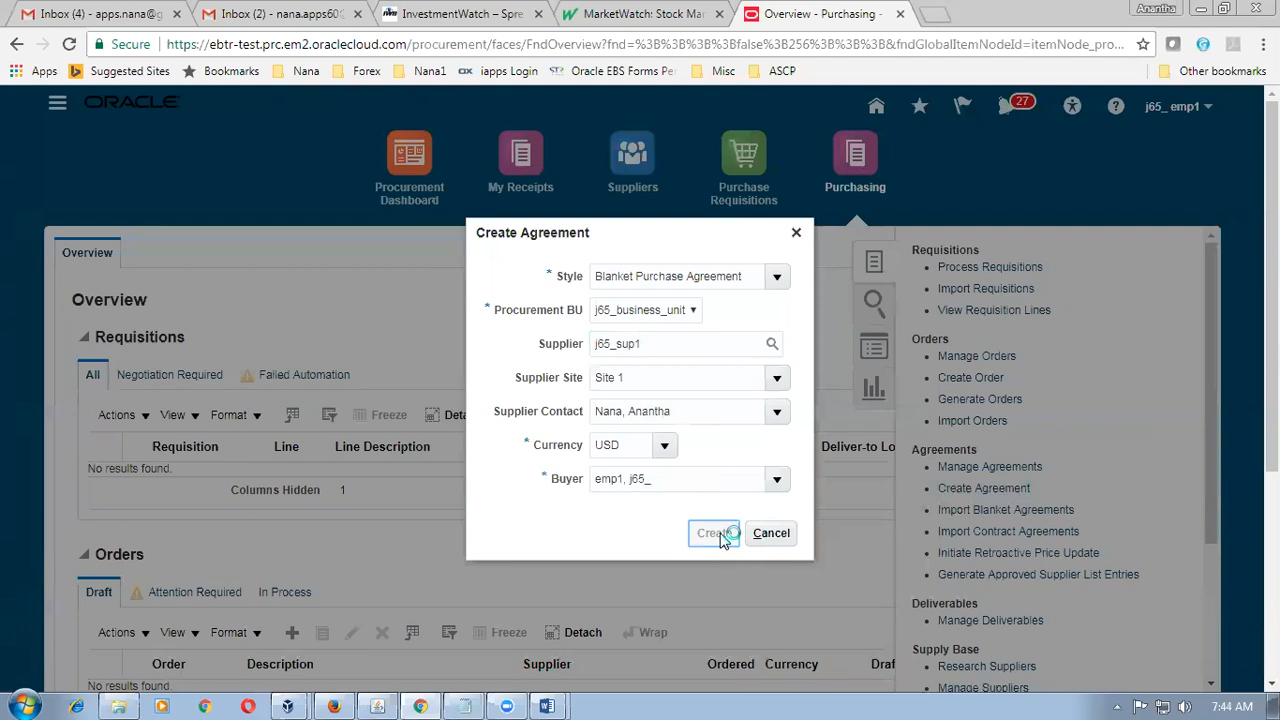 Inbox (4) - apps.nana@g
Inbox (2) - nana.apps60
InvestmentWatch – Spre
MarketWatch: Stock Mar
Overview - Purchasing -
Anantha
Secure
https://ebtr-test.prc.em2.oraclecloud.com/procurement/faces/FndOverview?fnd=%3B%3B%3B%3Bfalse%3B256%3B%3B%3B&fndGlobalItemNodeId=itemNode_pro...
Apps
Suggested Sites
Bookmarks
Nana
Forex
Nana1
iapps Login
Oracle EBS Forms Per
Misc
ASCP
Other bookmarks
ORACLE
27
j65_ emp1
Procurement
Dashboard
My Receipts
Suppliers
Purchase
Requisitions
Purchasing
Overview
Overview
Requisitions
All
Negotiation Required
Failed Automation
Actions
View
Format
Freeze
Deta
Requisition
Line
Line Description
Deliver-to Lo
No results found.
Columns Hidden 1
Orders
Draft
Attention Required
In Process
Actions
View
Format
Freeze
Detach
Wrap
Order
Description
Supplier
Ordered
Currency
Draf
No results found.
Create Agreement
* Style Blanket Purchase Agreement
* Procurement BU j65_business_unit
Supplier j65_sup1
Supplier Site Site 1
Supplier Contact Nana, Anantha
* Currency USD
* Buyer emp1, j65_
Cancel
Requisitions
Process Requisitions
Import Requisitions
View Requisition Lines
Orders
Manage Orders
Create Order
Generate Orders
Import Orders
Agreements
Manage Agreements
Create Agreement
Import Blanket Agreements
Import Contract Agreements
Initiate Retroactive Price Update
Generate Approved Supplier List Entries
Deliverables
Manage Deliverables
Supply Base
Research Suppliers
Manage Suppliers
7:44 AM